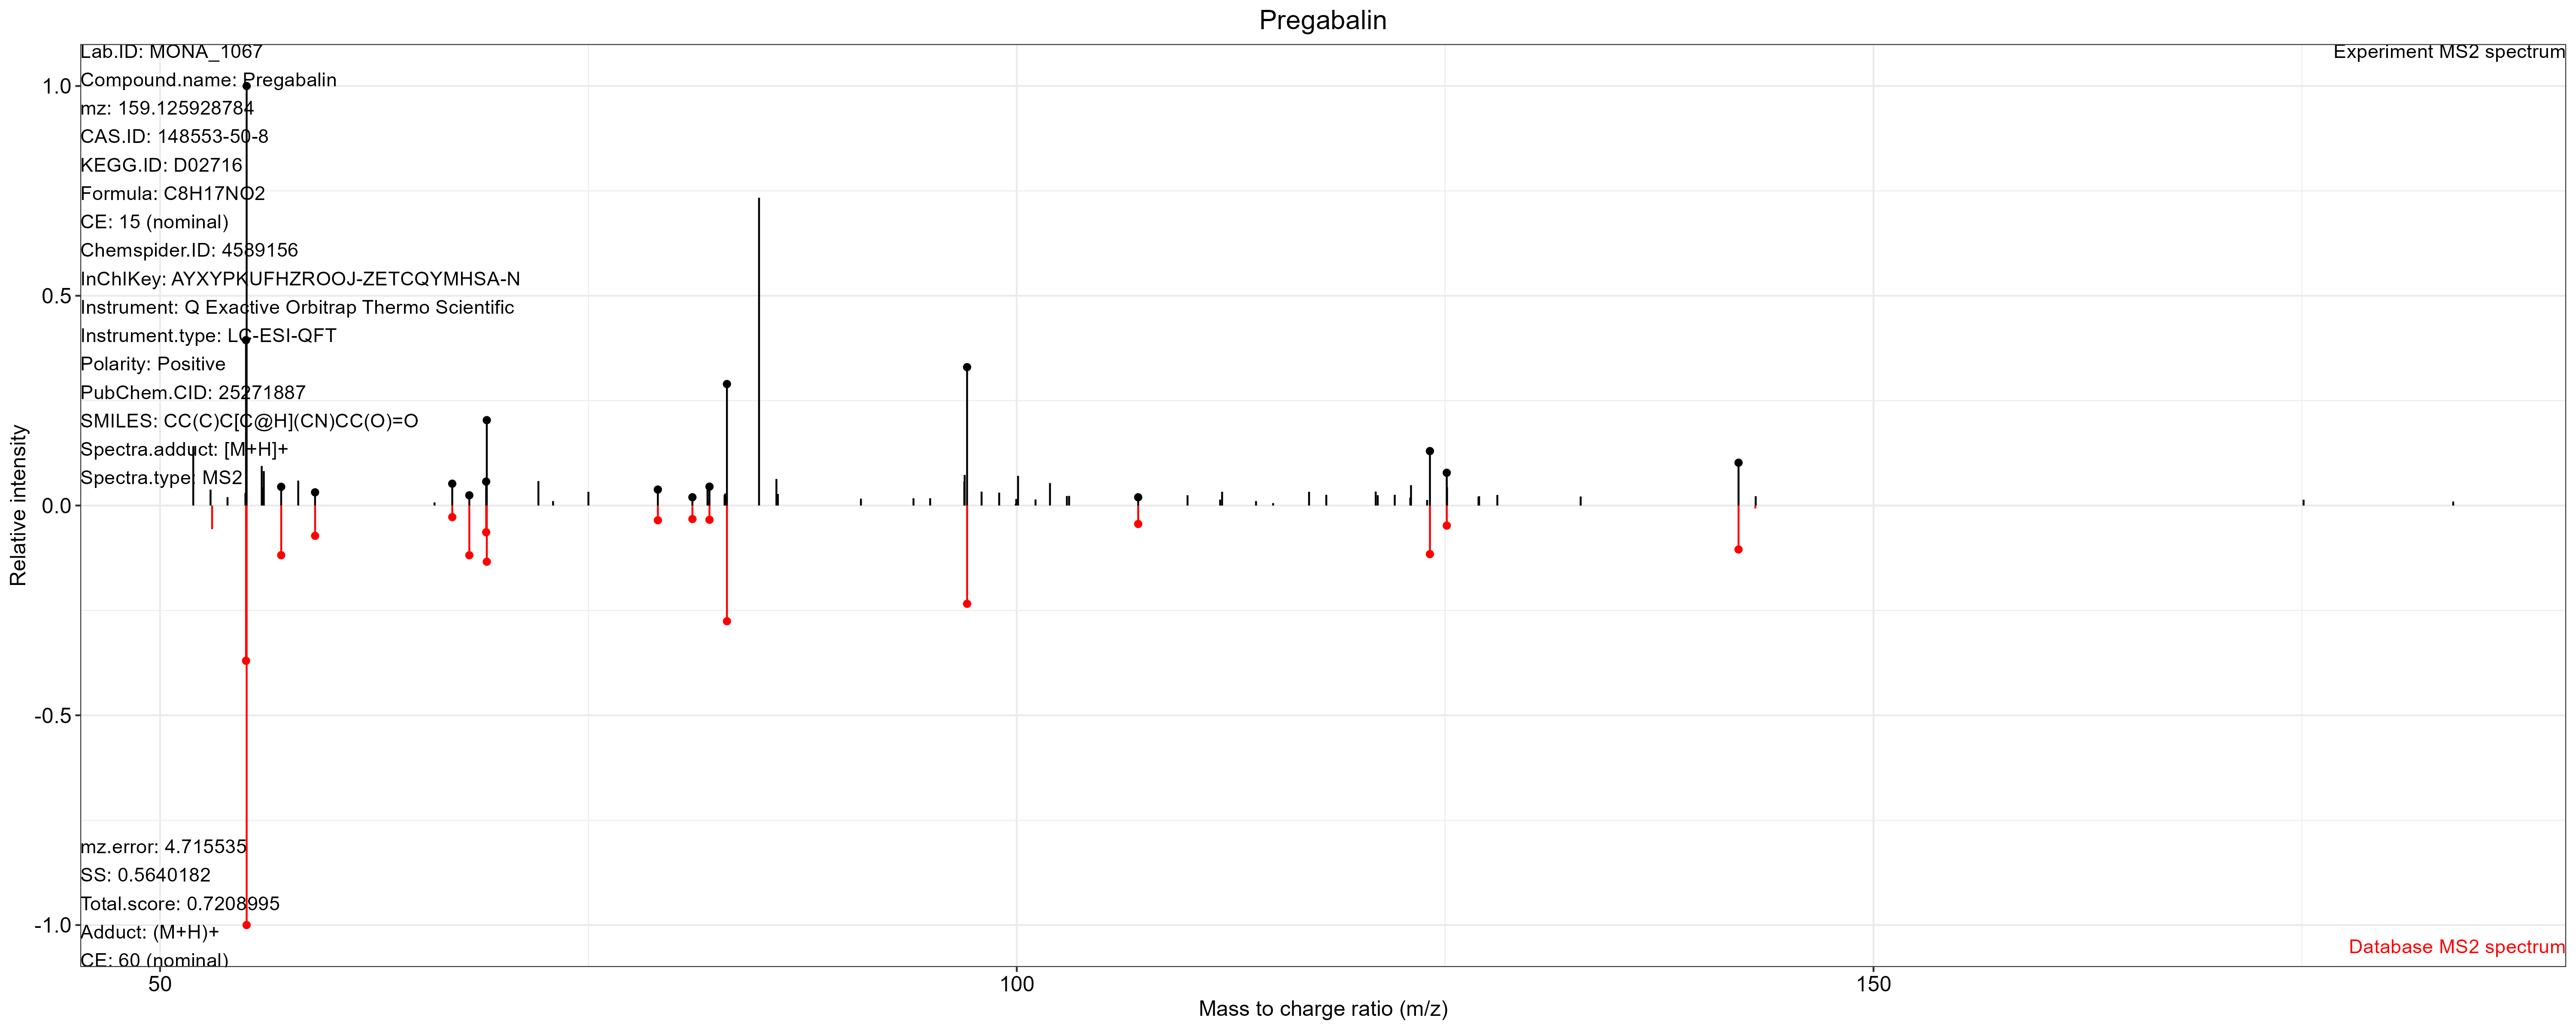 Pregabalin
Lab.ID: MONA_1067
Experiment MS2 spectrum
Compound.name: Pregabalin
mz: 159.125928784
CAS.ID: 148553-50-8
KEGG.ID: D02716
Formula: C8H17NO2
CE: 15 (nominal)
Chemspider.ID: 4589156
InChIKey: AYXYPKUFHZROOJ-ZETCQYMHSA-N
Instrument: Q Exactive Orbitrap Thermo Scientific
Instrument.type: LC-ESI-QFT
Polarity: Positive
PubChem.CID: 25271887
SMILES: CC(C)C[C@H](CN)CC(O)=O
Spectra.adduct: [M+H]+
Spectra.type: MS2
mz.error: 4.715535
SS: 0.5640182
Total.score: 0.7208995
Adduct: (M+H)+
CE: 60 (nominal)
Database MS2 spectrum
1.0
0.5
0.0
-0.5
-1.0
Relative intensity
50
100
150
Mass to charge ratio (m/z)